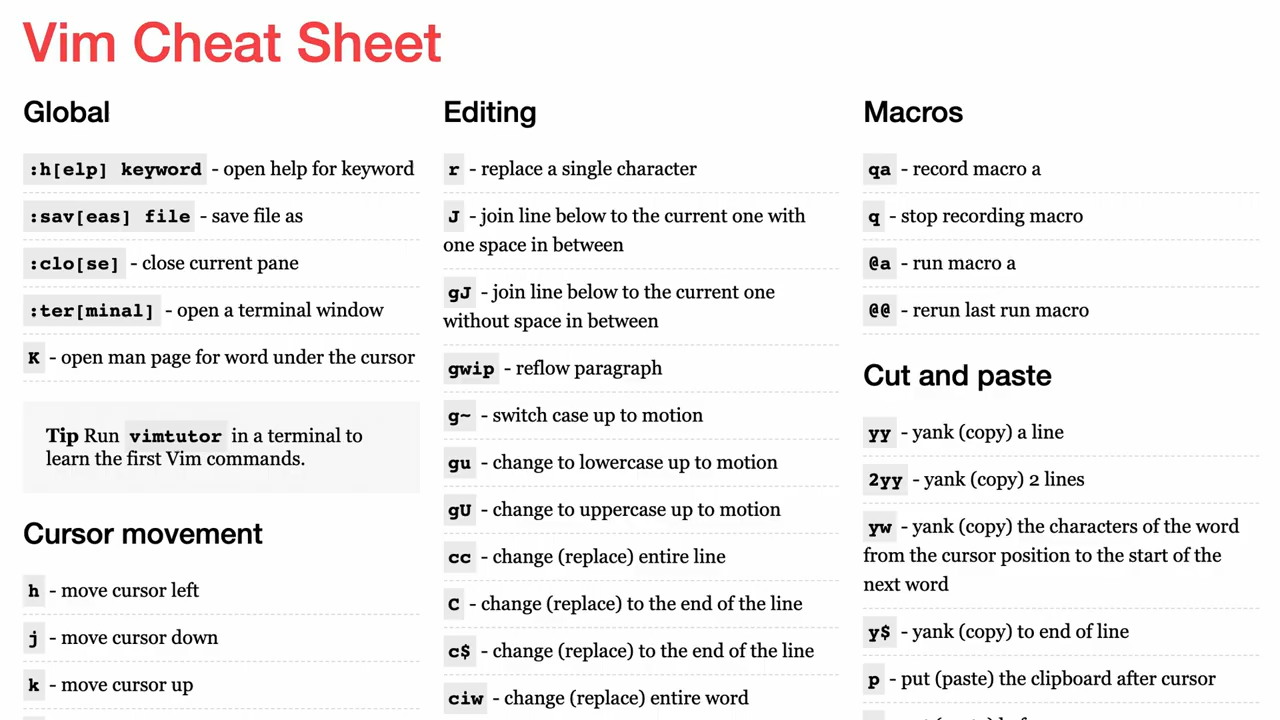 Vim Cheat Sheet
Global
:h[elp] keyword - open help for keyword
:sav[eas] file - save file as
:clo[se] - close current pane
:ter[minal] - open a terminal window
K - open man page for word under the cursor
Tip Run vimtutor in a terminal to
learn the first Vim commands.
Cursor movement
h - move cursor left
j - move cursor down
k - move cursor up
Editing
r - replace a single character
J - join line below to the current one with
one space in between
gJ - join line below to the current one
without space in between
gwip - reflow paragraph
g~ - switch case up to motion
gu - change to lowercase up to motion
gU - change to uppercase up to motion
cc - change (replace) entire line
C - change (replace) to the end of the line
c$ - change (replace) to the end of the line
ciw - change (replace) entire word
Macros
qa - record macro a
q - stop recording macro
@a - run macro a
@@ - rerun last run macro
Cut and paste
yy - yank (copy) a line
2yy - yank (copy) 2 lines
yw - yank (copy) the characters of the word
from the cursor position to the start of the
next word
y$ - yank (copy) to end of line
p - put (paste) the clipboard after cursor